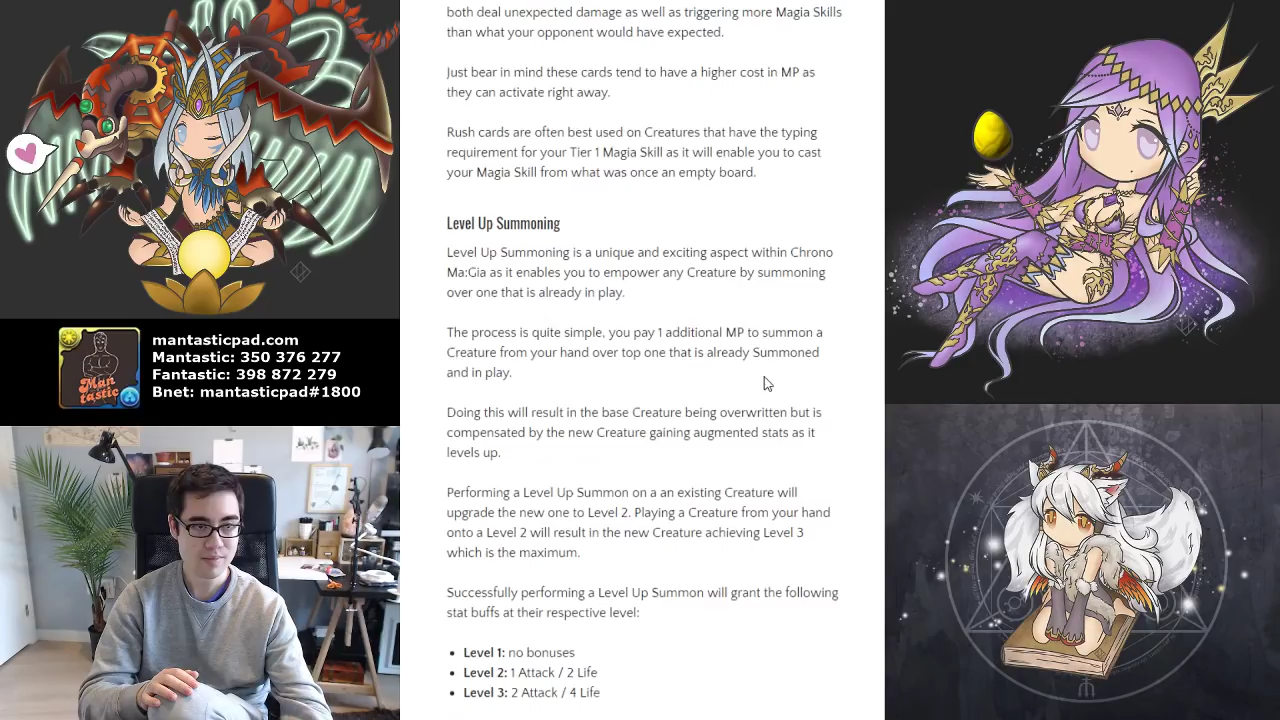 both deal unexpected damage as well as triggering more Magia Skills
than what your opponent would have expected.
Just bear in mind these cards tend to have a higher cost in MP as
they can activate right away.
Rush cards are often best used on Creatures that have the typing
requirement for your Tier 1 Magia Skill as it will enable you to cast
your Magia Skill from what was once an empty board.
Level Up Summoning
Level Up Summoning is a unique and exciting aspect within Chrono
Ma:Gia as it enables you to empower any Creature by summoning
over one that is already in play.
The process is quite simple, you pay 1 additional MP to summon a
Creature from your hand over top one that is already Summoned
and in play.
Doing this will result in the base Creature being overwritten but is
compensated by the new Creature gaining augmented stats as it
levels up.
Performing a Level Up Summon on a an existing Creature will
upgrade the new one to Level 2. Playing a Creature from your hand
onto a Level 2 will result in the new Creature achieving Level 3
which is the maximum.
Successfully performing a Level Up Summon will grant the following
stat buffs at their respective level:
• Level 1: no bonuses
• Level 2: 1 Attack / 2 Life
• Level 3: 2 Attack / 4 Life
Man
tastic
mantasticpad.com
Mantastic: 350 376 277
Fantastic: 398 872 279
Bnet: mantasticpad#1800